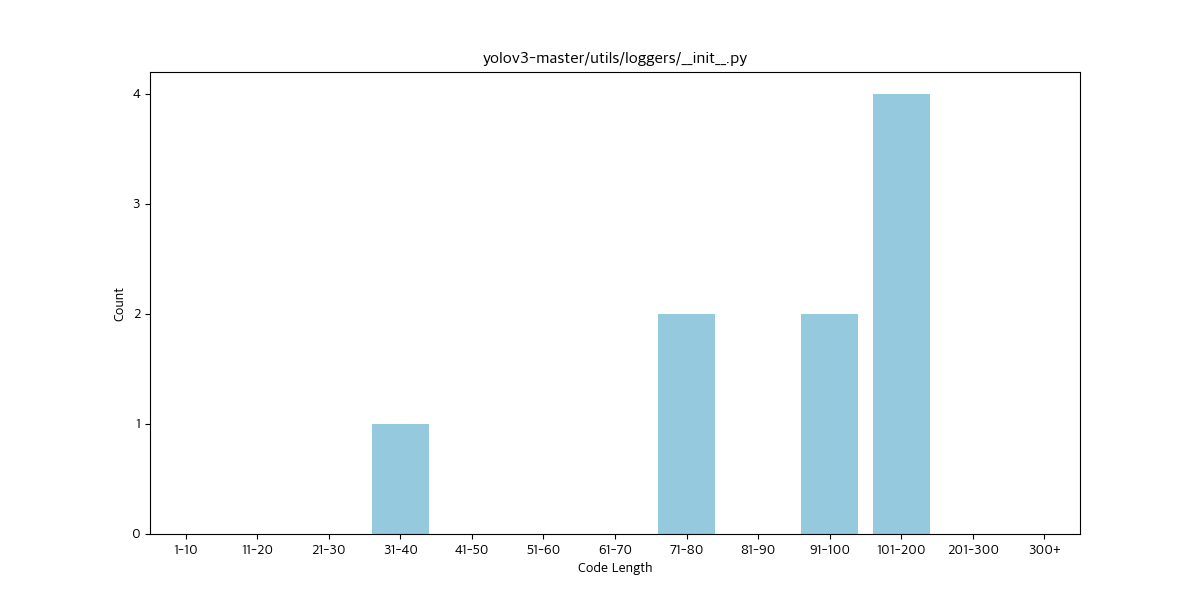 yolov3-master/utils/loggers/__init__.py
Count
4
3
2
1
0
1-10 11-20 21-30 31-40 41-50 51-60 61-70 71-80 81-90 91-100 101-200 201-300 300+
Code Length